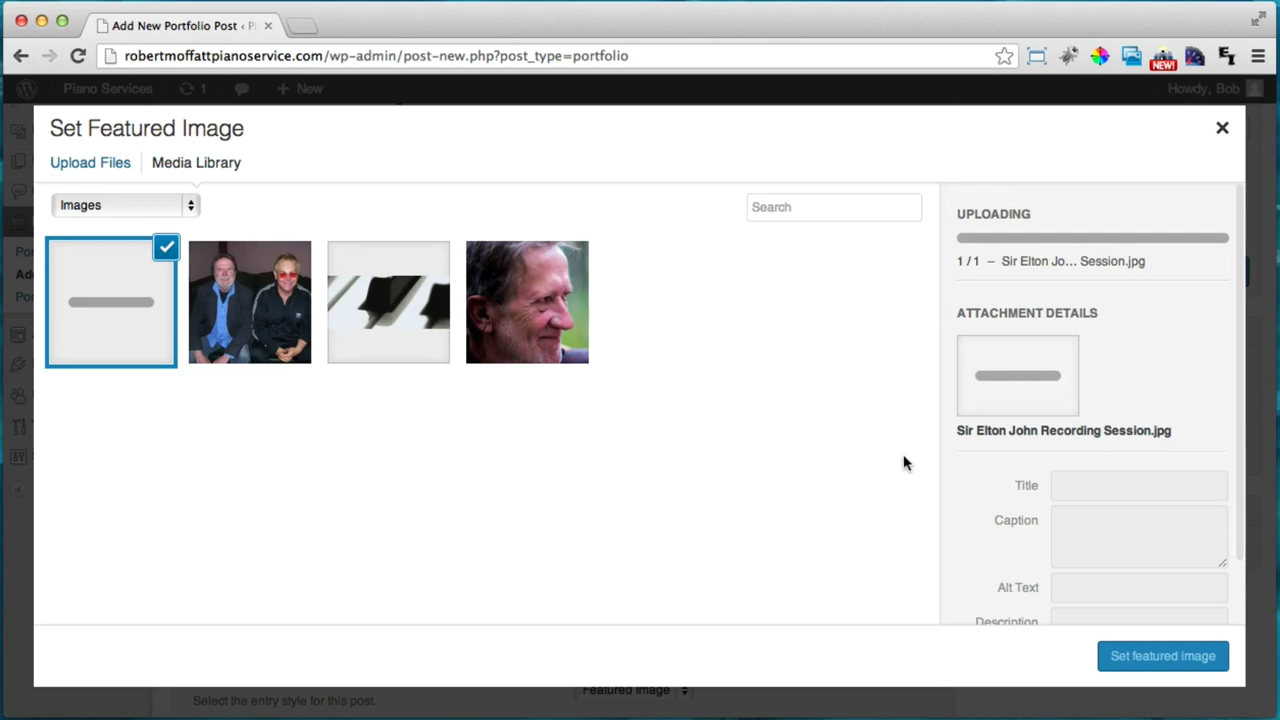 Add New Portfolio Post ‹ P
robertmoffattpianoservice.com/wp-admin/post-new.php?post_type=portfolio
NEW!
Piano Services
1
+ New
Howdy, Bob
Set Featured Image
Upload Files
Media Library
Images
Search
UPLOADING
1 / 1 – Sir Elton Jo... Session.jpg
ATTACHMENT DETAILS
Sir Elton John Recording Session.jpg
Title
Caption
Alt Text
Description
Set featured image
Select the entry style for this post.
Featured Image